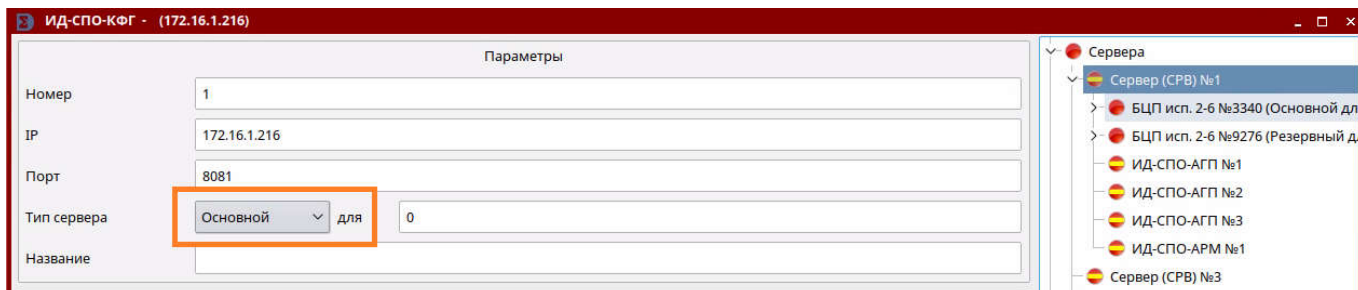 ИД-СПО-КФГ - (172.16.1.216)
Параметры
Номер 1
IP 172.16.1.216
Порт 8081
Тип сервера Основной для 0
Название
Сервера
Сервер (СРВ) №1
БЦП исп. 2-6 №3340 (Основной дл
БЦП исп. 2-6 №9276 (Резервный д
ИД-СПО-АГП №1
ИД-СПО-АГП №2
ИД-СПО-АГП №3
ИД-СПО-АРМ №1
Сервер (СРВ) №3